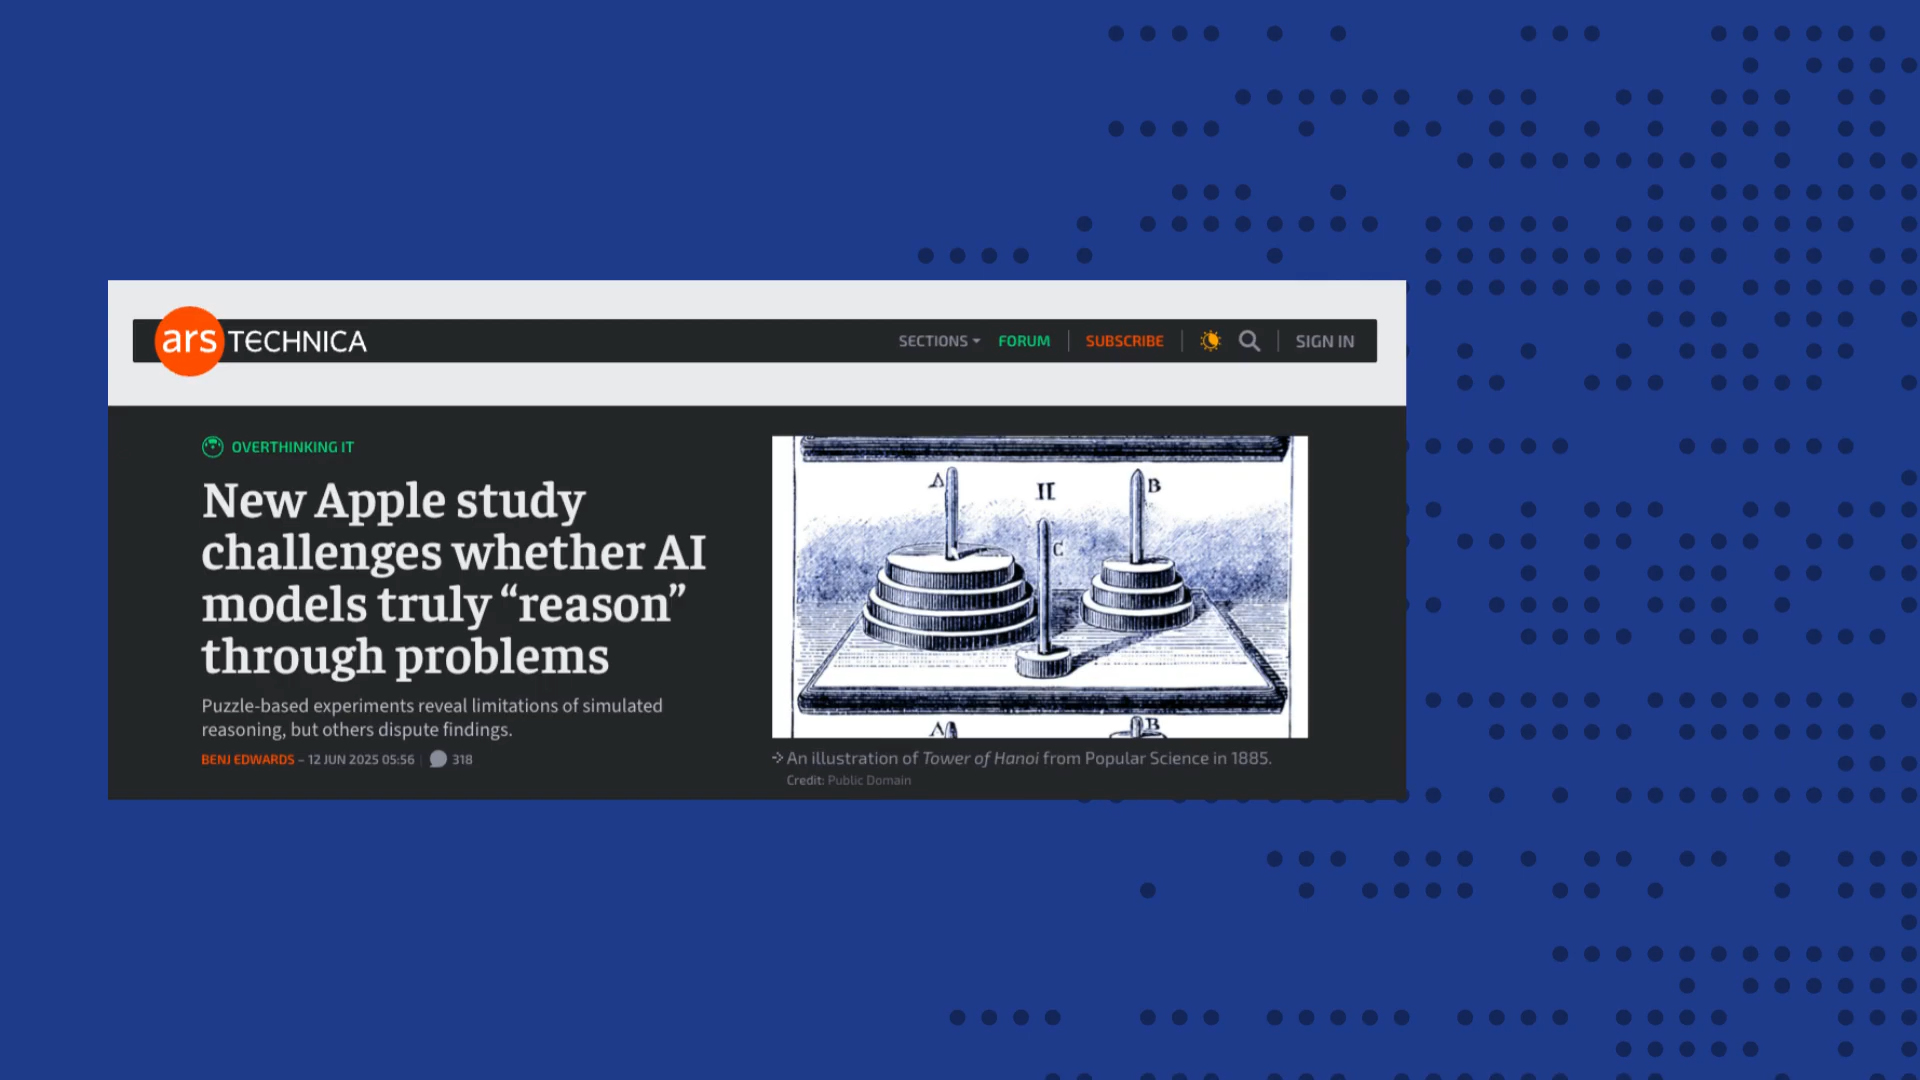 ars TECHNICA
SECTIONS FORUM SUBSCRIBE SIGN IN
OVERTHINKING IT
New Apple study
challenges whether AI
models truly “reason”
through problems
Puzzle-based experiments reveal limitations of simulated
reasoning, but others dispute findings.
BENJ EDWARDS – 12 JUN 2025 05:56 | 318
A II B
C
A B
An illustration of Tower of Hanoi from Popular Science in 1885.
Credit: Public Domain